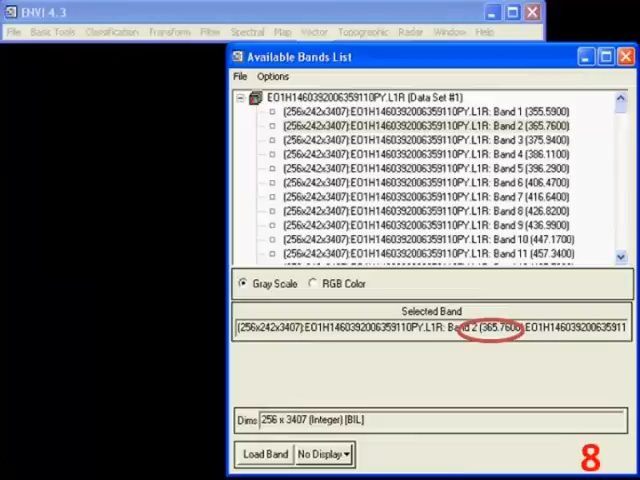 ENVI 4.3
File Basic Tools Classification Transform Filter Spectral Map Vector Topographic Radar Window Help
Available Bands List
File Options
EO1H1460392006359110PY.L1R (Data Set #1)
(256x242x3407):EO1H1460392006359110PY.L1R: Band 1 (355.5900)
(256x242x3407):EO1H1460392006359110PY.L1R: Band 2 (365.7600)
(256x242x3407):EO1H1460392006359110PY.L1R: Band 3 (375.9400)
(256x242x3407):EO1H1460392006359110PY.L1R: Band 4 (386.1100)
(256x242x3407):EO1H1460392006359110PY.L1R: Band 5 (396.2900)
(256x242x3407):EO1H1460392006359110PY.L1R: Band 6 (406.4700)
(256x242x3407):EO1H1460392006359110PY.L1R: Band 7 (416.6400)
(256x242x3407):EO1H1460392006359110PY.L1R: Band 8 (426.8200)
(256x242x3407):EO1H1460392006359110PY.L1R: Band 9 (436.9900)
(256x242x3407):EO1H1460392006359110PY.L1R: Band 10 (447.1700)
(256x242x3407):EO1H1460392006359110PY.L1R: Band 11 (457.3400)
Gray Scale RGB Color
Selected Band
(256x242x3407):EO1H1460392006359110PY.L1R: Band 2 (365.7600):EO1H146039200635911
Dims 256 x 3407 (Integer) [BIL]
Load Band No Display
8